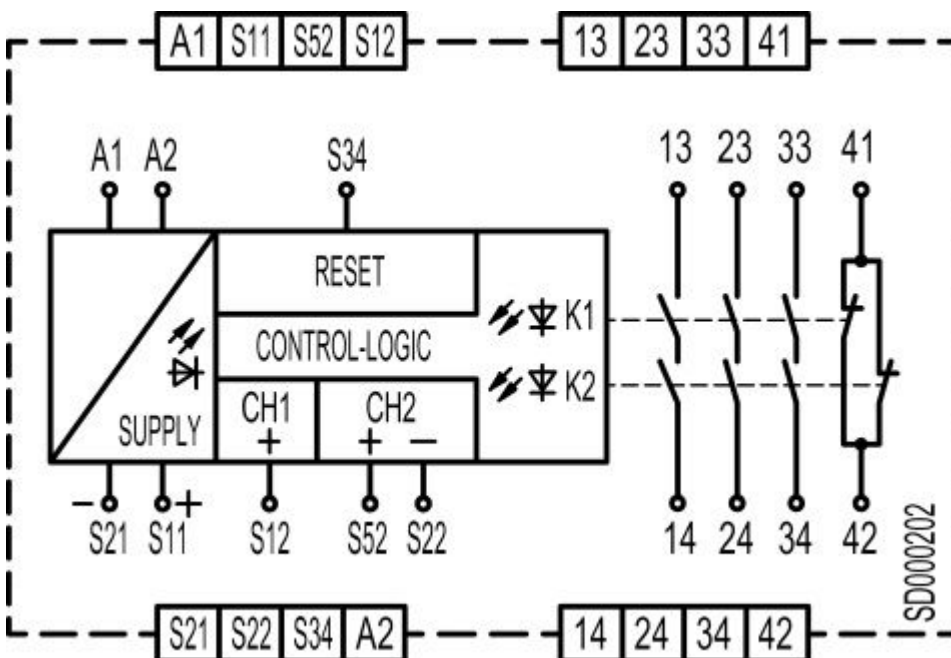 A1 S11 S52 S12 13 23 33 41
A1 A2 S34 13 23 33 41
RESET
K1
CONTROL-LOGIC
K2
CH1 CH2
SUPPLY + + −
− S21 S11 + S12 S52 S22 14 24 34 42
SD000202
S21 S22 S34 A2 14 24 34 42